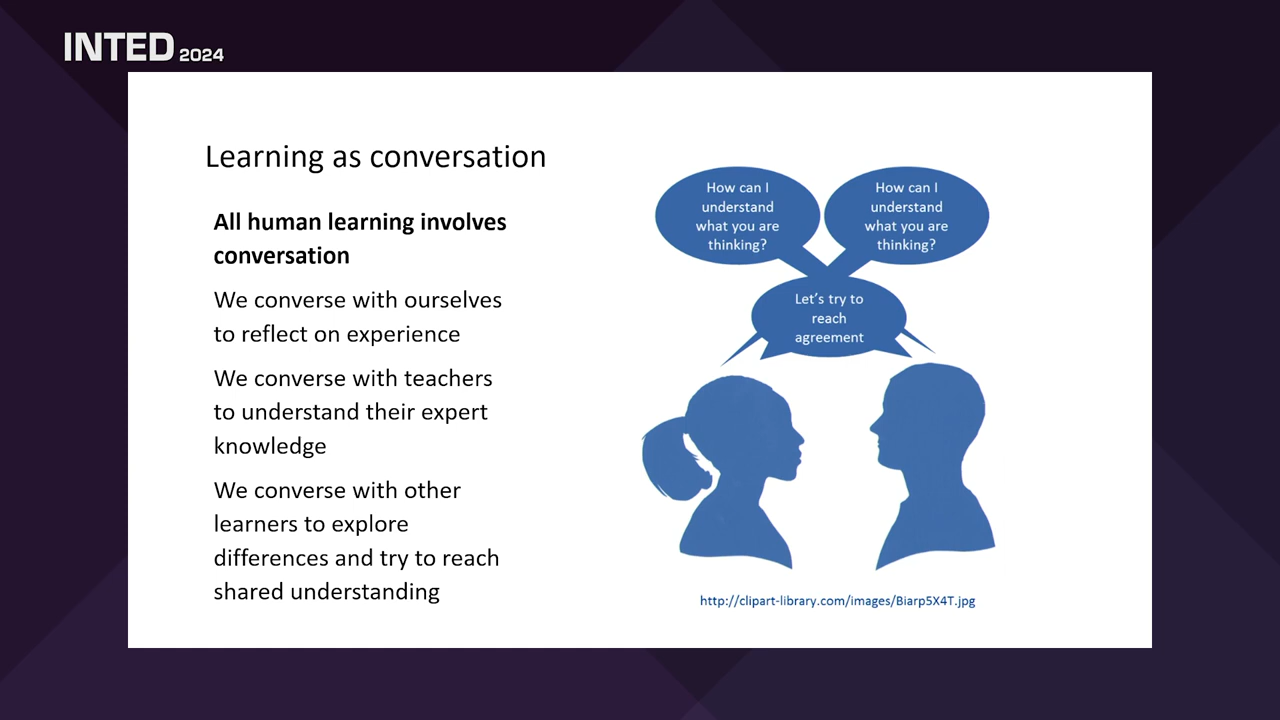 INTED 2024
Learning as conversation
All human learning involves
conversation
We converse with ourselves
to reflect on experience
We converse with teachers
to understand their expert
knowledge
We converse with other
learners to explore
differences and try to reach
shared understanding
How can I
understand
what you are
thinking?
How can I
understand
what you are
thinking?
Let’s try to
reach
agreement
http://clipart-library.com/images/Biarp5X4T.jpg